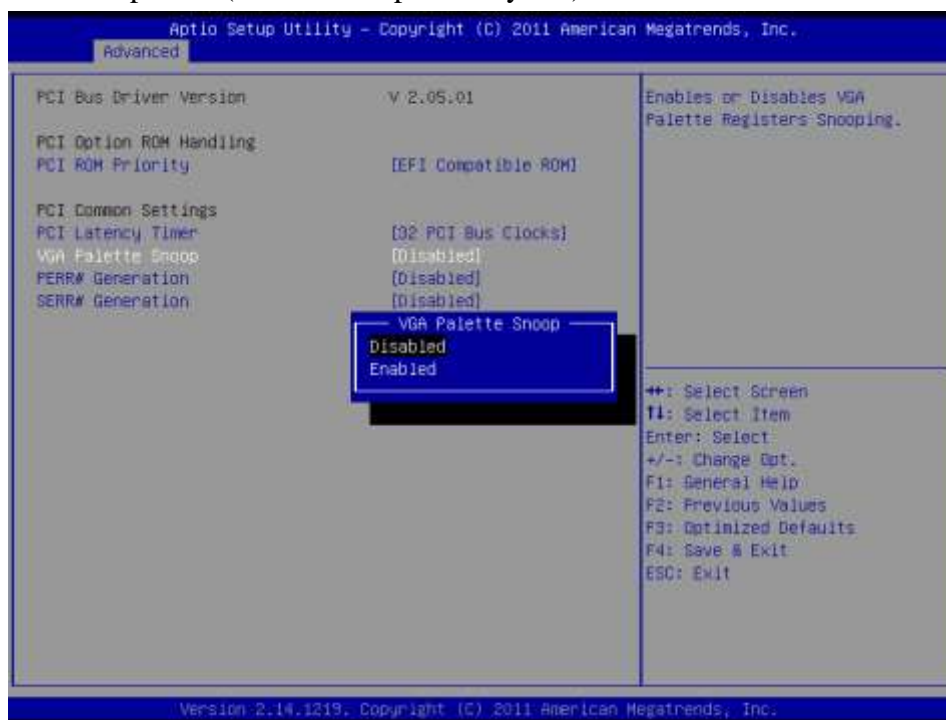 Aptio Setup Utility - Copyright (C) 2011 American Megatrends, Inc.
Advanced
PCI Bus Driver Version V 2.05.01
PCI Option ROM Handling
PCI ROM Priority [EFI Compatible ROM]
PCI Common Settings
PCI Latency Timer [32 PCI Bus Clocks]
VGA Palette Snoop [Disabled]
PERR# Generation [Disabled]
SERR# Generation [Disabled]
VGA Palette Snoop
Disabled
Enabled
Enables or Disables VGA
Palette Registers Snooping.
→←: Select Screen
↑↓: Select Item
Enter: Select
+/-: Change Opt.
F1: General Help
F2: Previous Values
F3: Optimized Defaults
F4: Save & Exit
ESC: Exit
Version 2.14.1219. Copyright (C) 2011 American Megatrends, Inc.